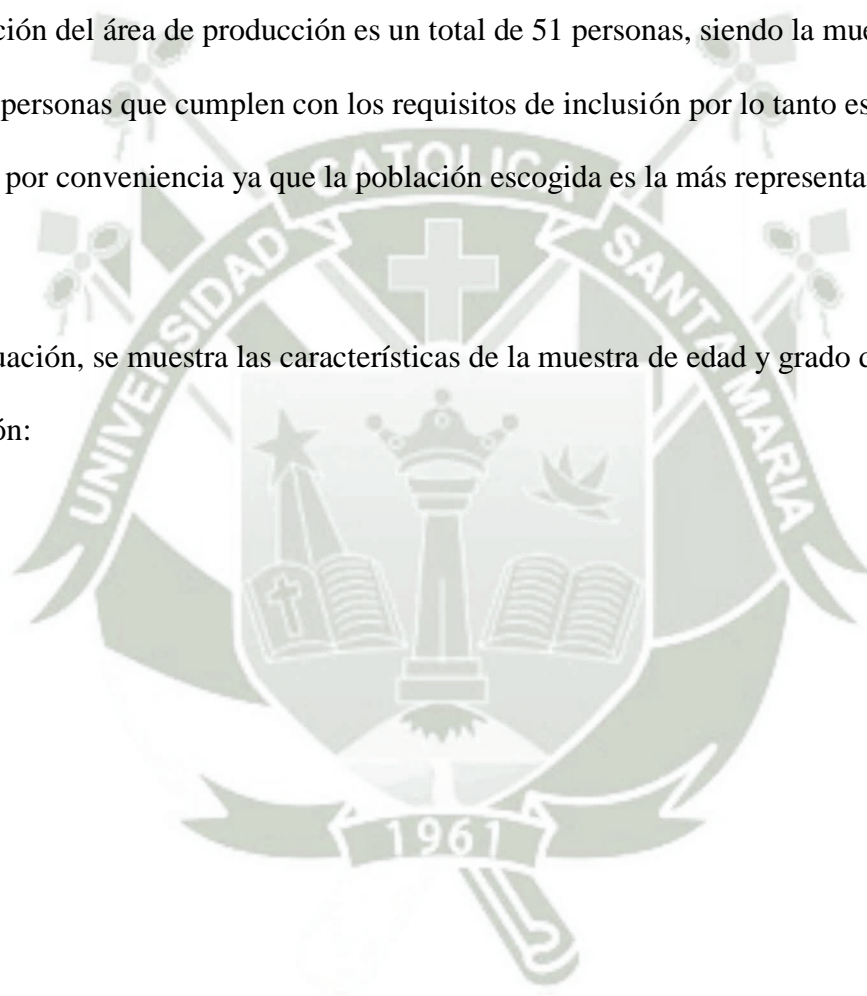 ción del área de producción es un total de 51 personas, siendo la mue
personas que cumplen con los requisitos de inclusión por lo tanto es
por conveniencia ya que la población escogida es la más representa
uación, se muestra las características de la muestra de edad y grado d
ón:
UNIVERSIDAD CATOLICA SANTA MARIA
1961